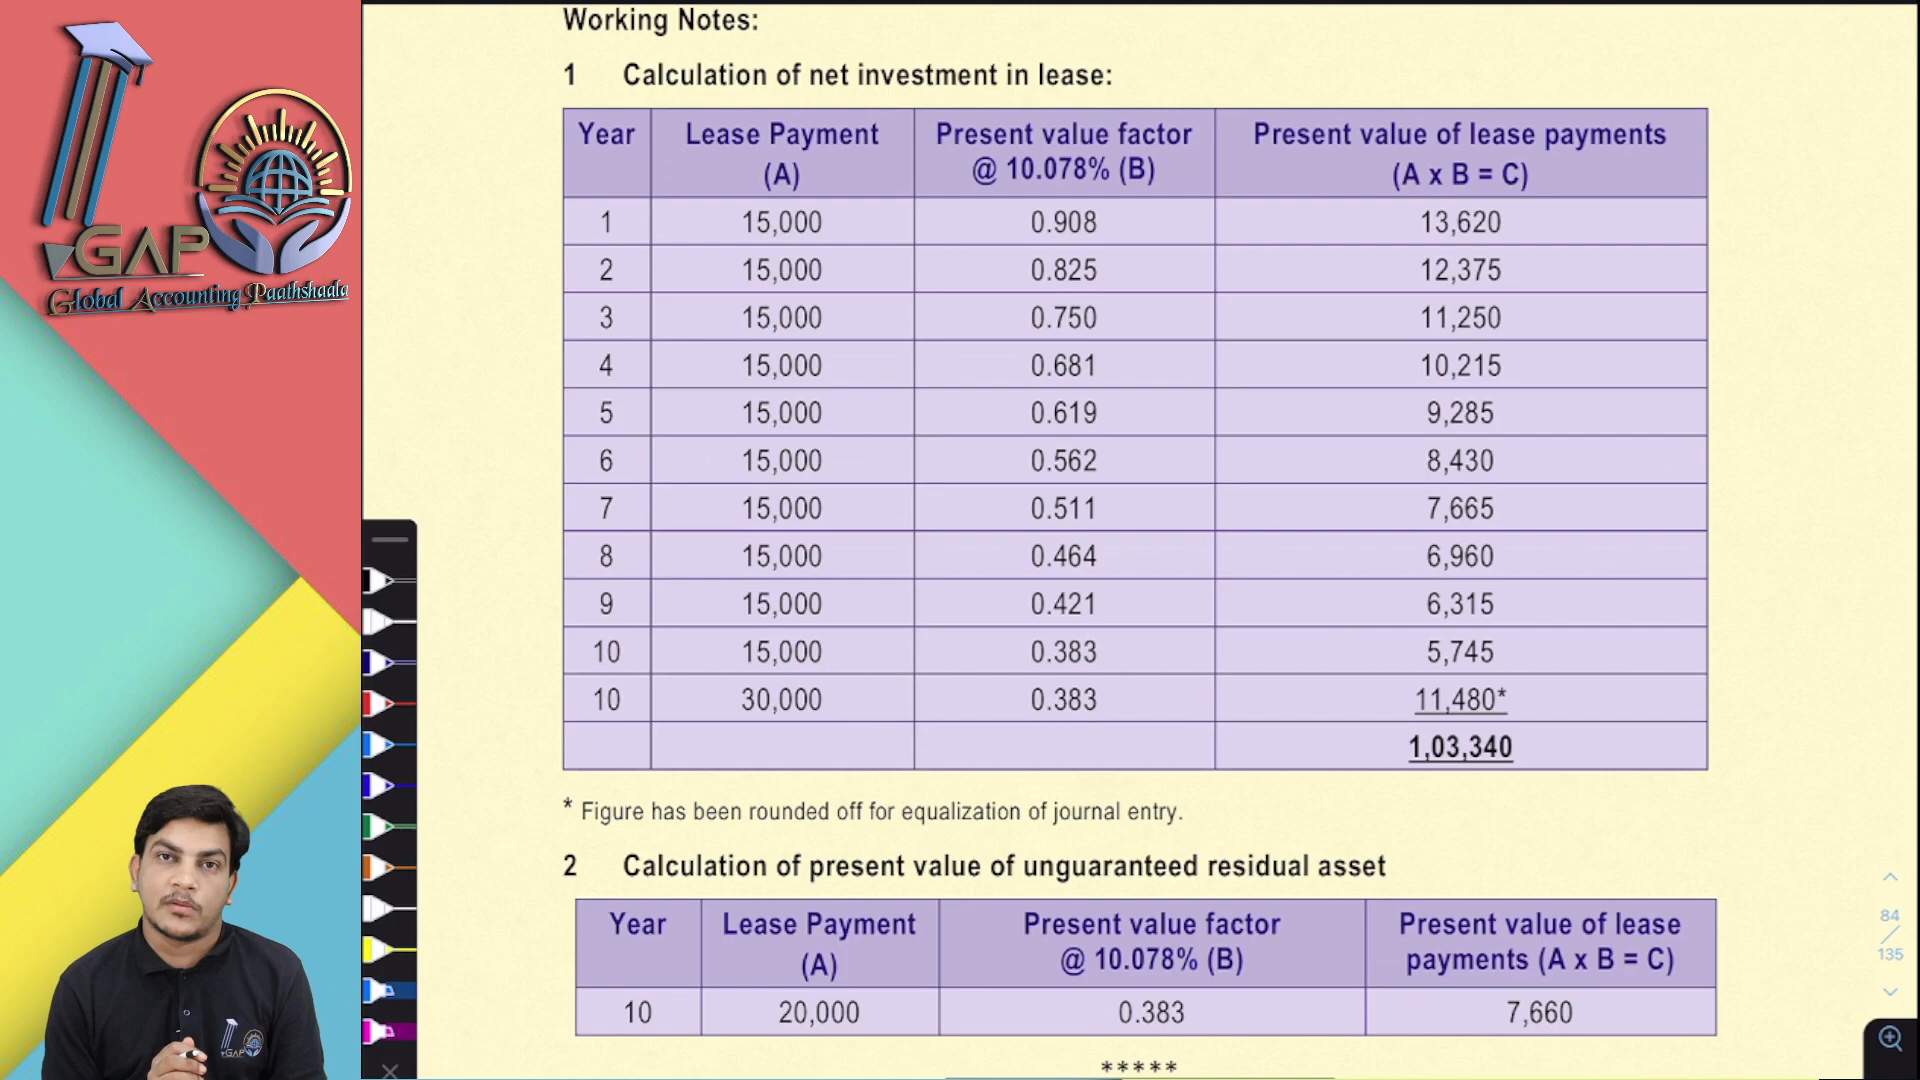 GAP
Global Accounting Paathshaala
Working Notes:
1 Calculation of net investment in lease:
Year Lease Payment (A) Present value factor @ 10.078% (B) Present value of lease payments (A x B = C)
1 15,000 0.908 13,620
2 15,000 0.825 12,375
3 15,000 0.750 11,250
4 15,000 0.681 10,215
5 15,000 0.619 9,285
6 15,000 0.562 8,430
7 15,000 0.511 7,665
8 15,000 0.464 6,960
9 15,000 0.421 6,315
10 15,000 0.383 5,745
10 30,000 0.383 11,480*
1,03,340
* Figure has been rounded off for equalization of journal entry.
2 Calculation of present value of unguaranteed residual asset
Year Lease Payment (A) Present value factor @ 10.078% (B) Present value of lease payments (A x B = C)
10 20,000 0.383 7,660
*****
84
/
135
GAP